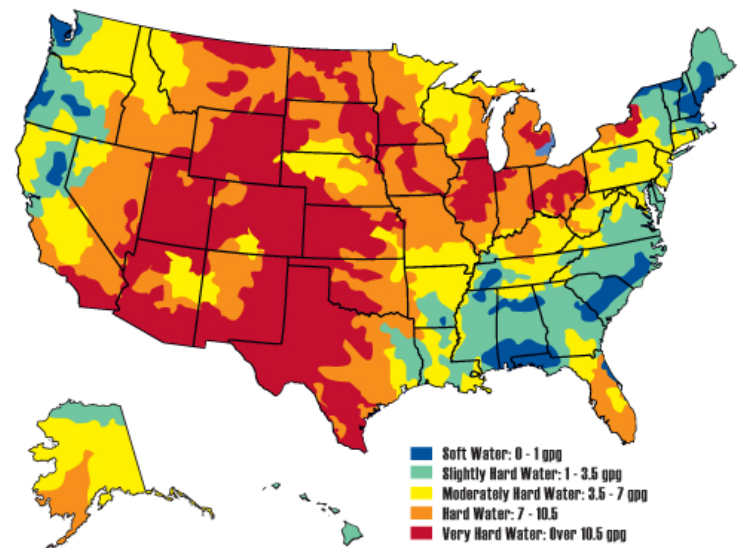 Soft Water: 0 - 1 gpg
Slightly Hard Water: 1 - 3.5 gpg
Moderately Hard Water: 3.5 - 7 gpg
Hard Water: 7 - 10.5
Very Hard Water: Over 10.5 gpg